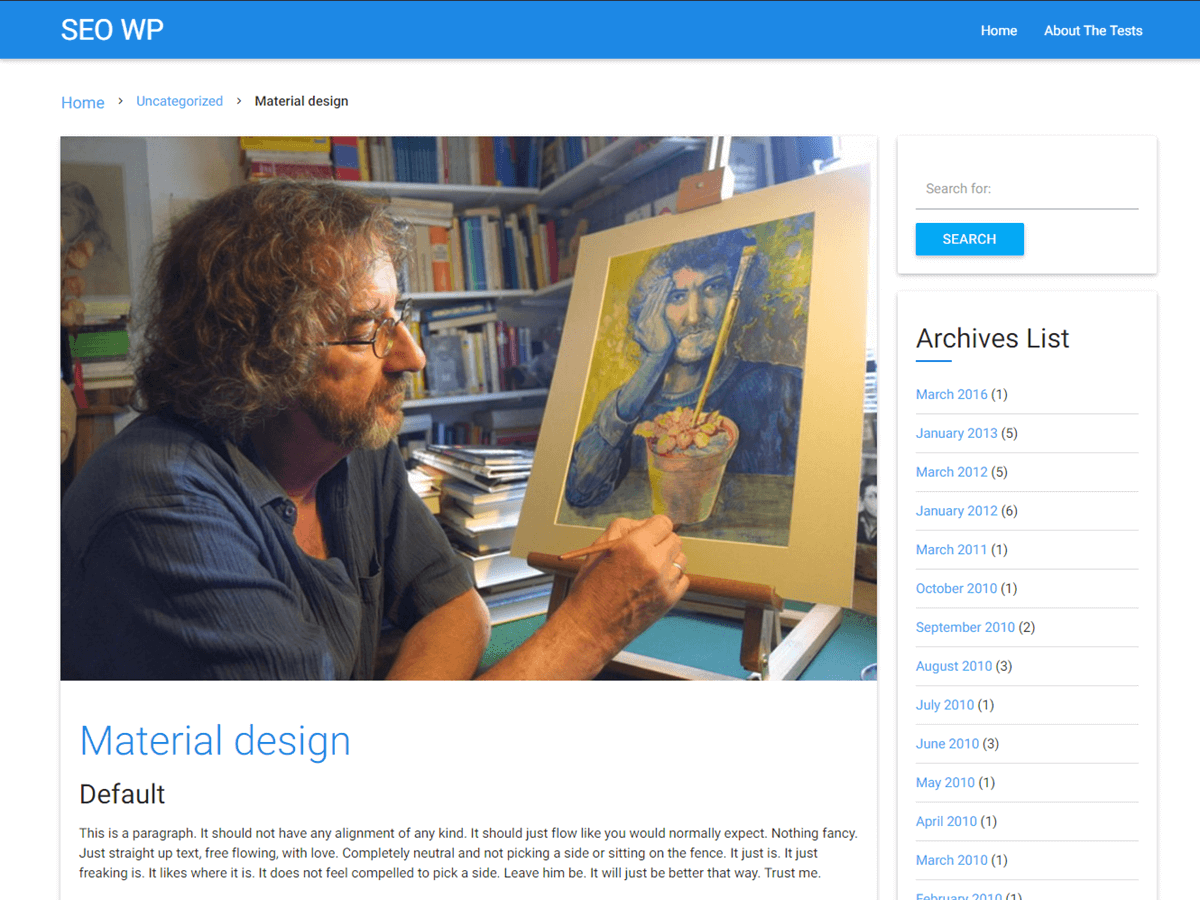 SEO WP
Home
About The Tests
Home > Uncategorized > Material design
Search for:
SEARCH
Archives List
March 2016 (1)
January 2013 (5)
March 2012 (5)
January 2012 (6)
March 2011 (1)
October 2010 (1)
September 2010 (2)
August 2010 (3)
July 2010 (1)
June 2010 (3)
May 2010 (1)
April 2010 (1)
March 2010 (1)
February 2010 (1)
Material design
Default
This is a paragraph. It should not have any alignment of any kind. It should just flow like you would normally expect. Nothing fancy.
Just straight up text, free flowing, with love. Completely neutral and not picking a side or sitting on the fence. It just is. It just
freaking is. It likes where it is. It does not feel compelled to pick a side. Leave him be. It will just be better that way. Trust me.